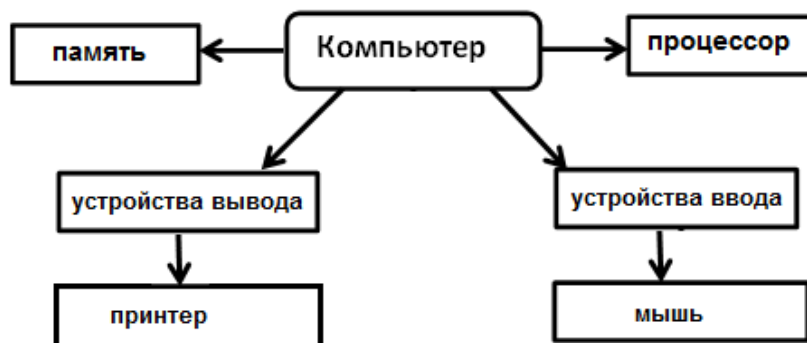 Компьютер
память
процессор
устройства вывода
устройства ввода
принтер
мышь